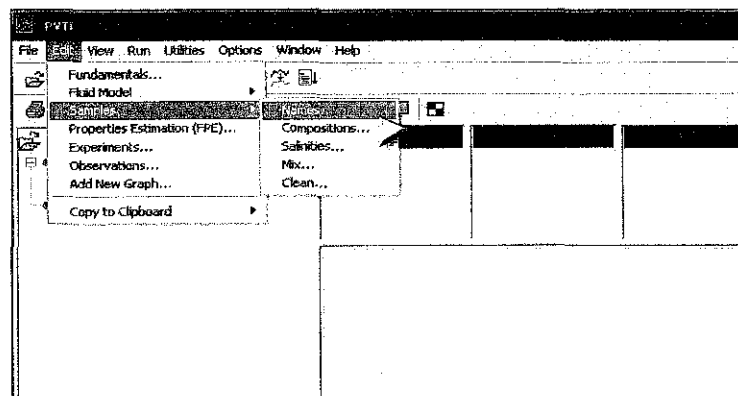 PVTi
File Edit View Run Utilities Options Window Help
Fundamentals...
Fluid Model
Samples
Properties Estimation (FPE)...
Experiments...
Observations...
Add New Graph...
Copy to Clipboard
Compositions...
Salinities...
Mix...
Clean...